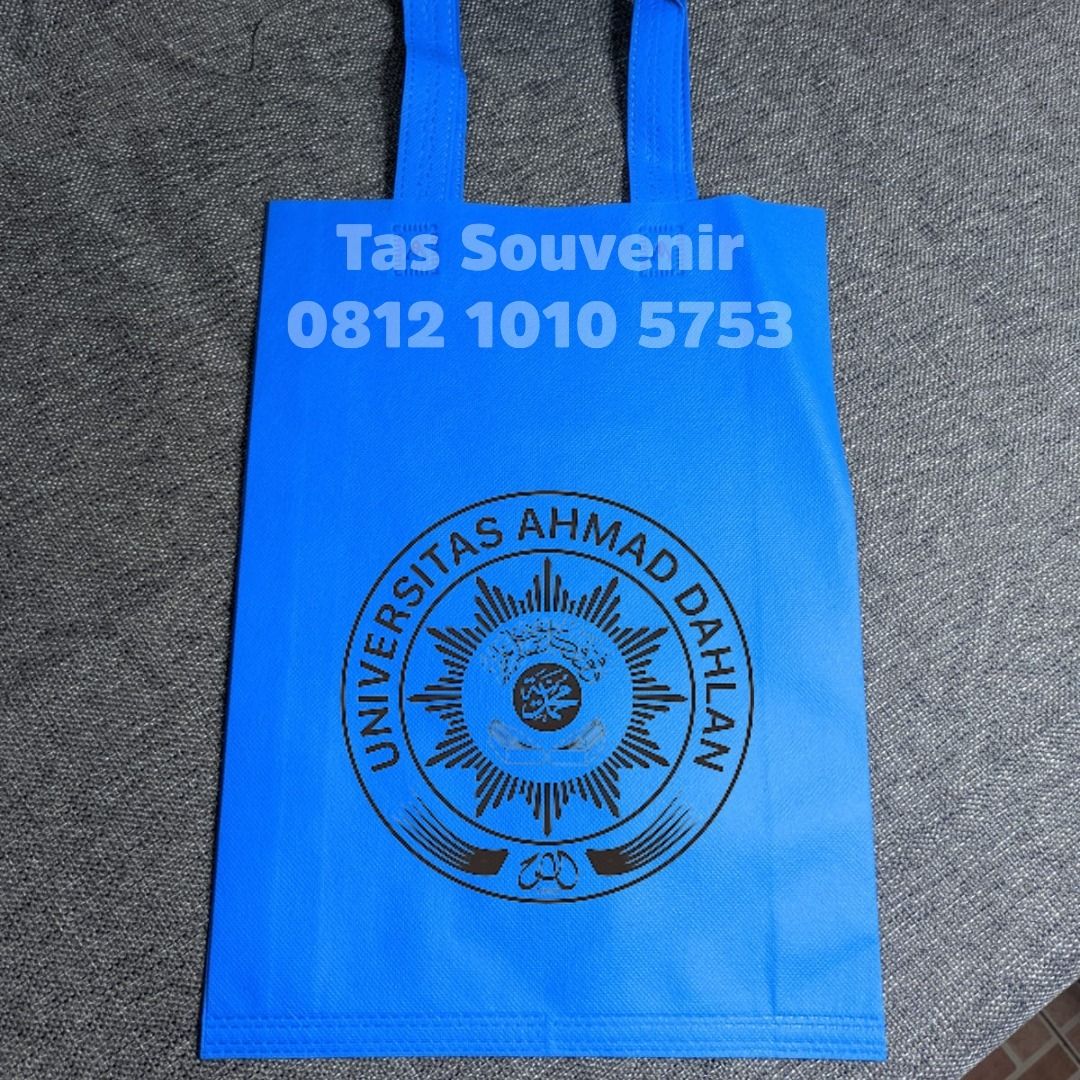 Tas Souvenir
0812 1010 5753
UNIVERSITAS AHMAD DAHLAN